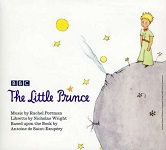 BBC
The Little Prince
Music by Rachel Portman
Libretto by Nicholas Wright
Based upon the Book by
Antoine de Saint-Exupéry